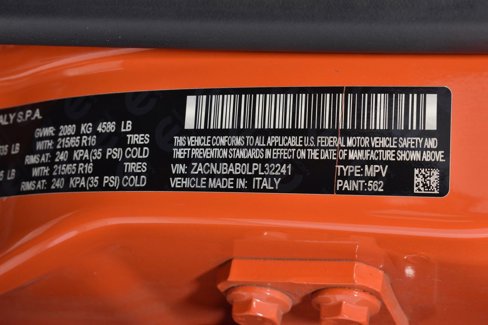 ALY S.P.A.
GVWR: 2080 KG 4586 LB
WITH: 215/65 R16 TIRES
RIMS AT: 240 KPA(35 PSI) COLD
WITH: 215/65 R16 TIRES
RIMS AT: 240 KPA(35 PSI) COLD
THIS VEHICLE CONFORMS TO ALL APPLICABLE U.S. FEDERAL MOTOR VEHICLE SAFETY AND
THEFT PREVENTION STANDARDS IN EFFECT ON THE DATE OF MANUFACTURE SHOWN ABOVE.
VIN: ZACNJBAB0LPL32241 TYPE: MPV
VEHICLE MADE IN: ITALY PAINT: 562